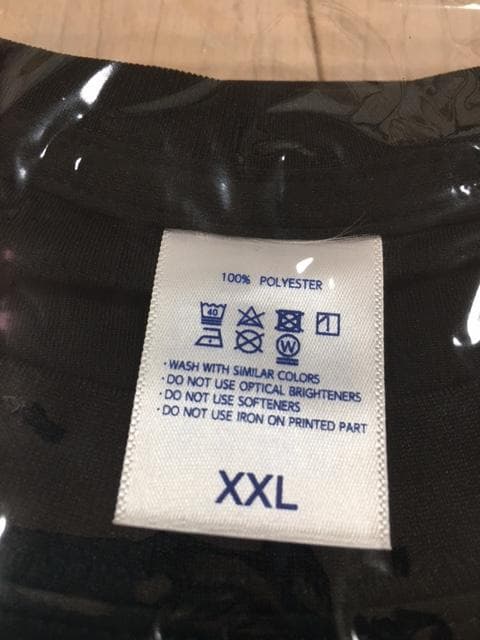 100% POLYESTER
40
W
· WASH WITH SIMILAR COLORS
· DO NOT USE OPTICAL BRIGHTENERS
· DO NOT USE SOFTENERS
· DO NOT USE IRON ON PRINTED PART
XXL